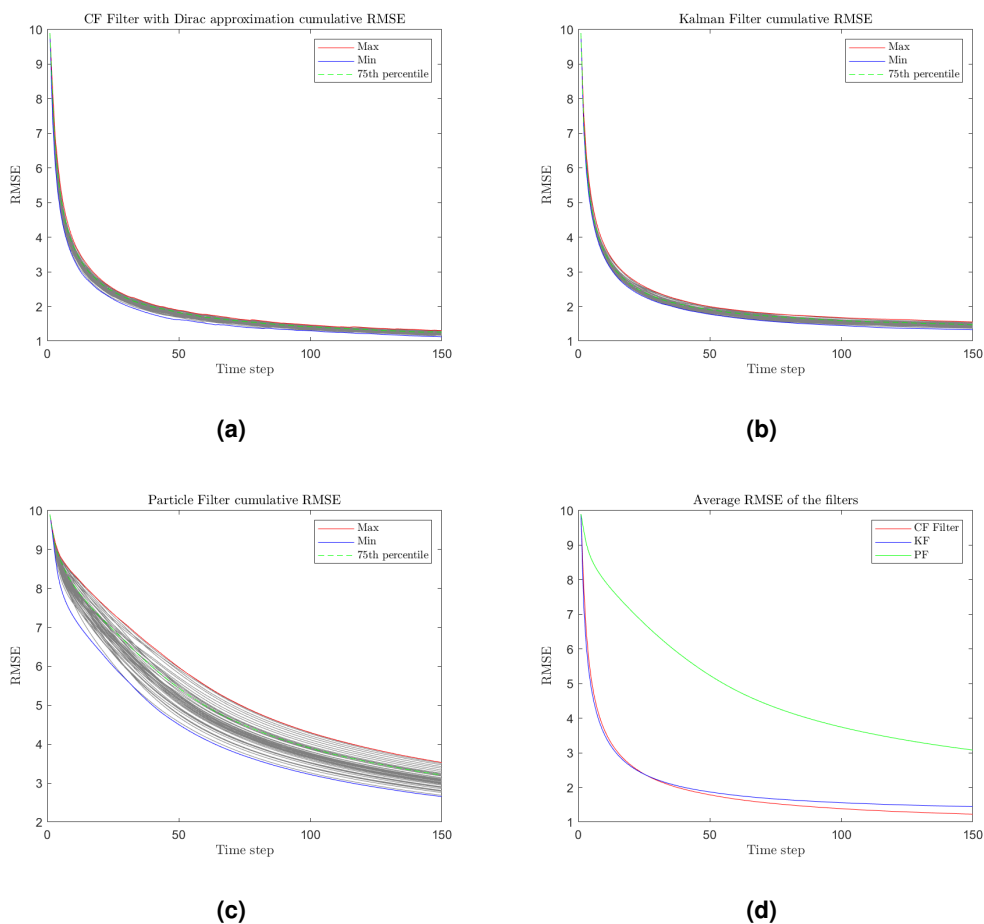 CF Filter with Dirac approximation cumulative RMSE
10
9
8
7
6
5
4
3
2
1
RMSE
0 50 100 150
Time step
Max
Min
75th percentile
(a)
Kalman Filter cumulative RMSE
10
9
8
7
6
5
4
3
2
1
RMSE
0 50 100 150
Time step
Max
Min
75th percentile
(b)
Particle Filter cumulative RMSE
10
9
8
7
6
5
4
3
2
RMSE
0 50 100 150
Time step
Max
Min
75th percentile
(c)
Average RMSE of the filters
10
9
8
7
6
5
4
3
2
1
RMSE
0 50 100 150
Time step
CF Filter
KF
PF
(d)